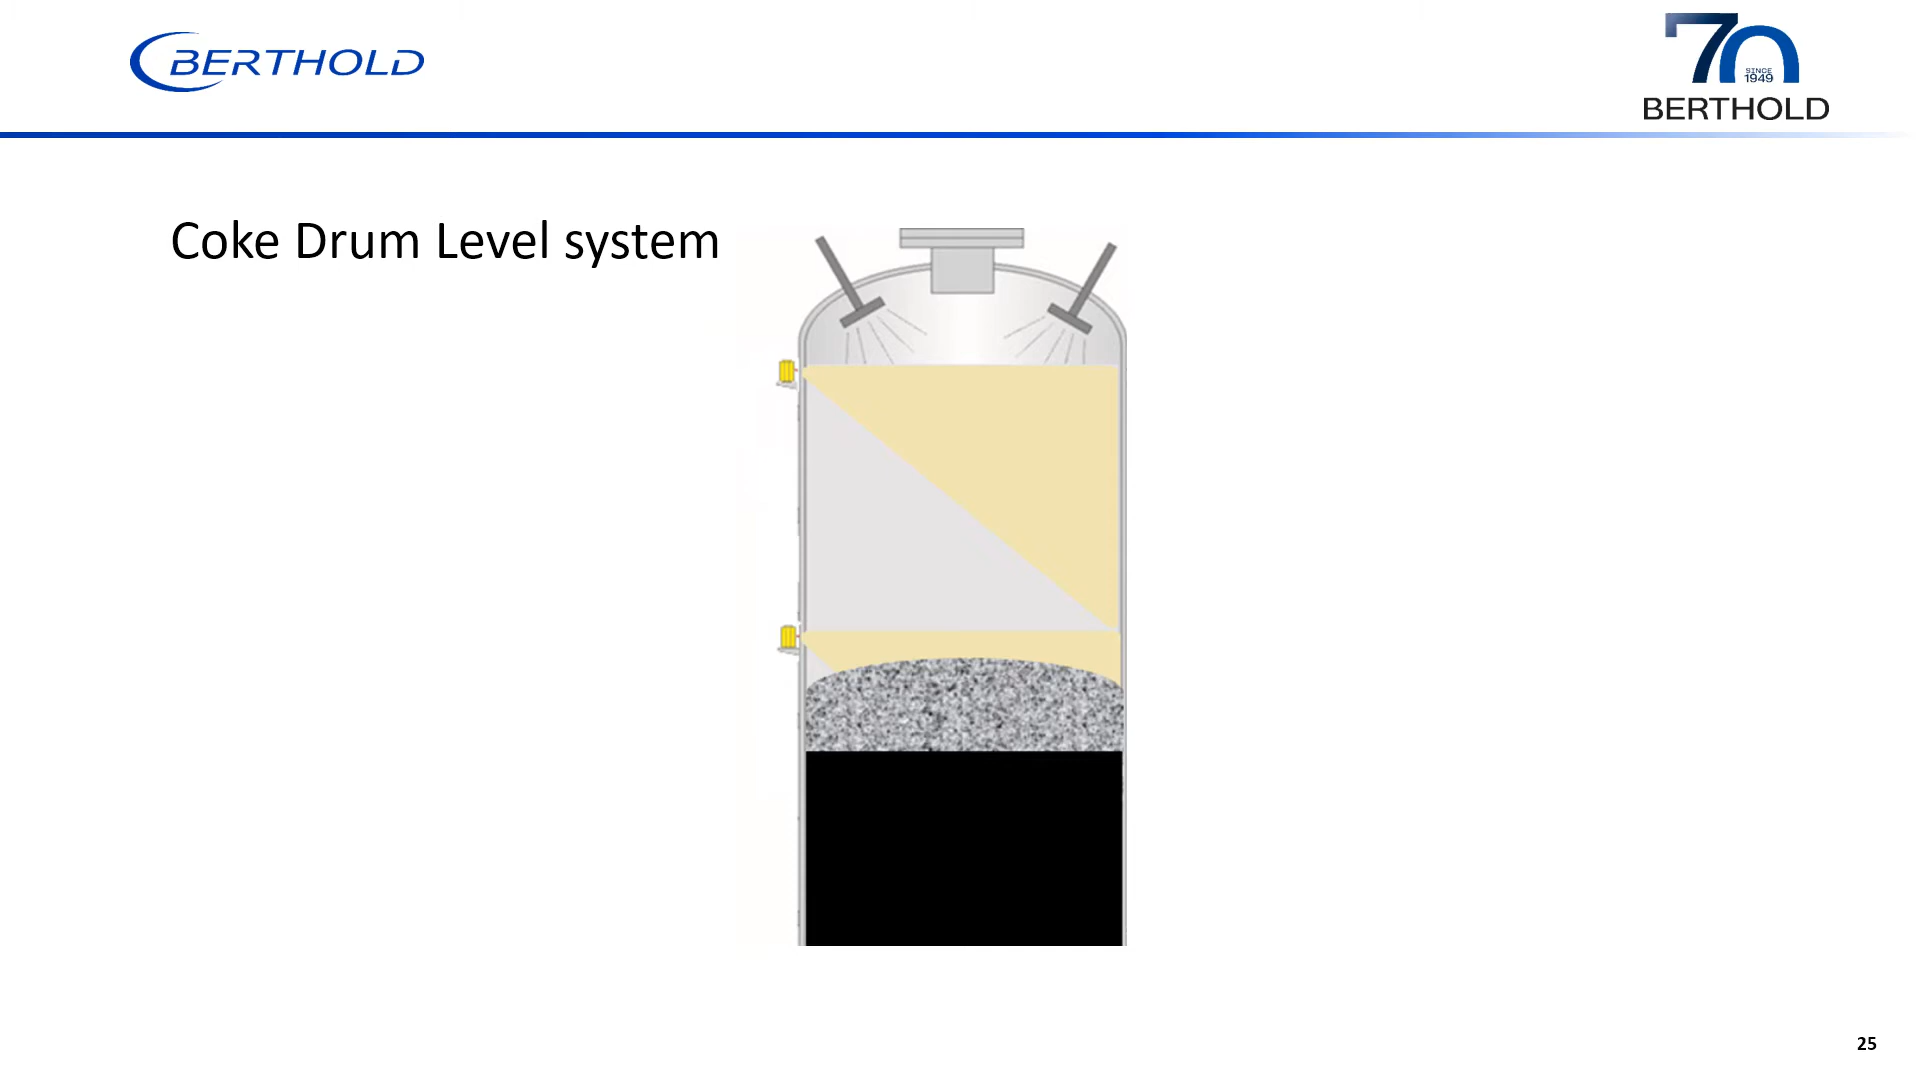 BERTHOLD
70
SINCE
1949
BERTHOLD
Coke Drum Level system
25